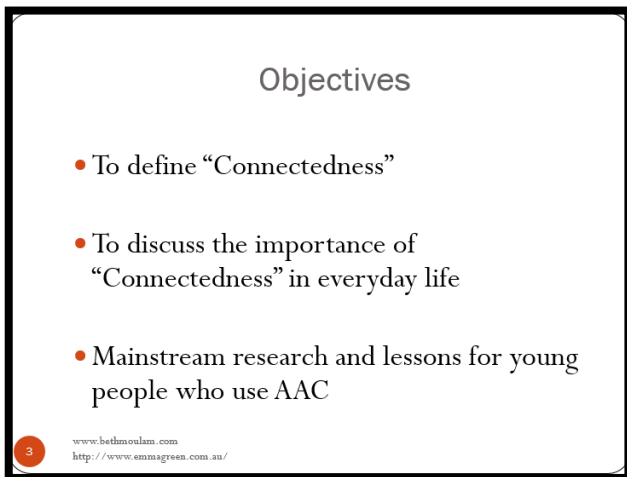 Objectives
• To define “Connectedness”
• To discuss the importance of
“Connectedness” in everyday life
• Mainstream research and lessons for young
people who use AAC
3
www.bethmoulam.com
http://www.emmagreen.com.au/